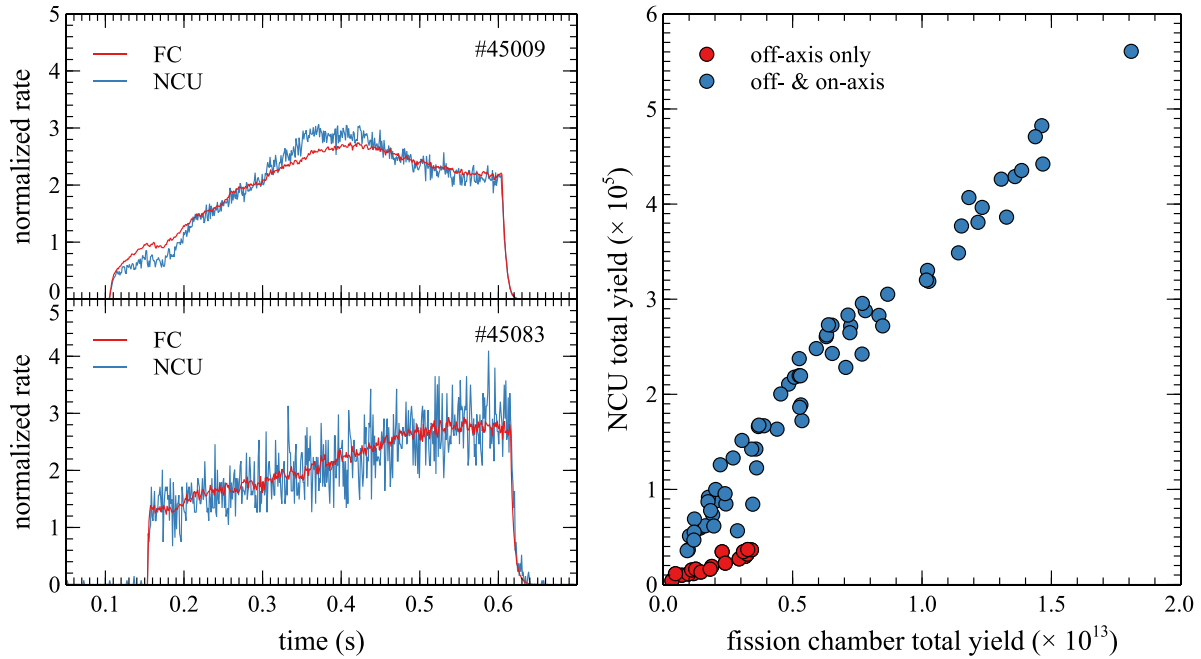 5
4
3
2
1
0
normalized rate
FC
NCU
#45009
5
4
3
2
1
0
normalized rate
FC
NCU
#45083
0.1 0.2 0.3 0.4 0.5 0.6
time (s)
6
5
4
3
2
1
0
NCU total yield (× 10⁵)
off-axis only
off- & on-axis
0.0 0.5 1.0 1.5 2.0
fission chamber total yield (× 10¹³)